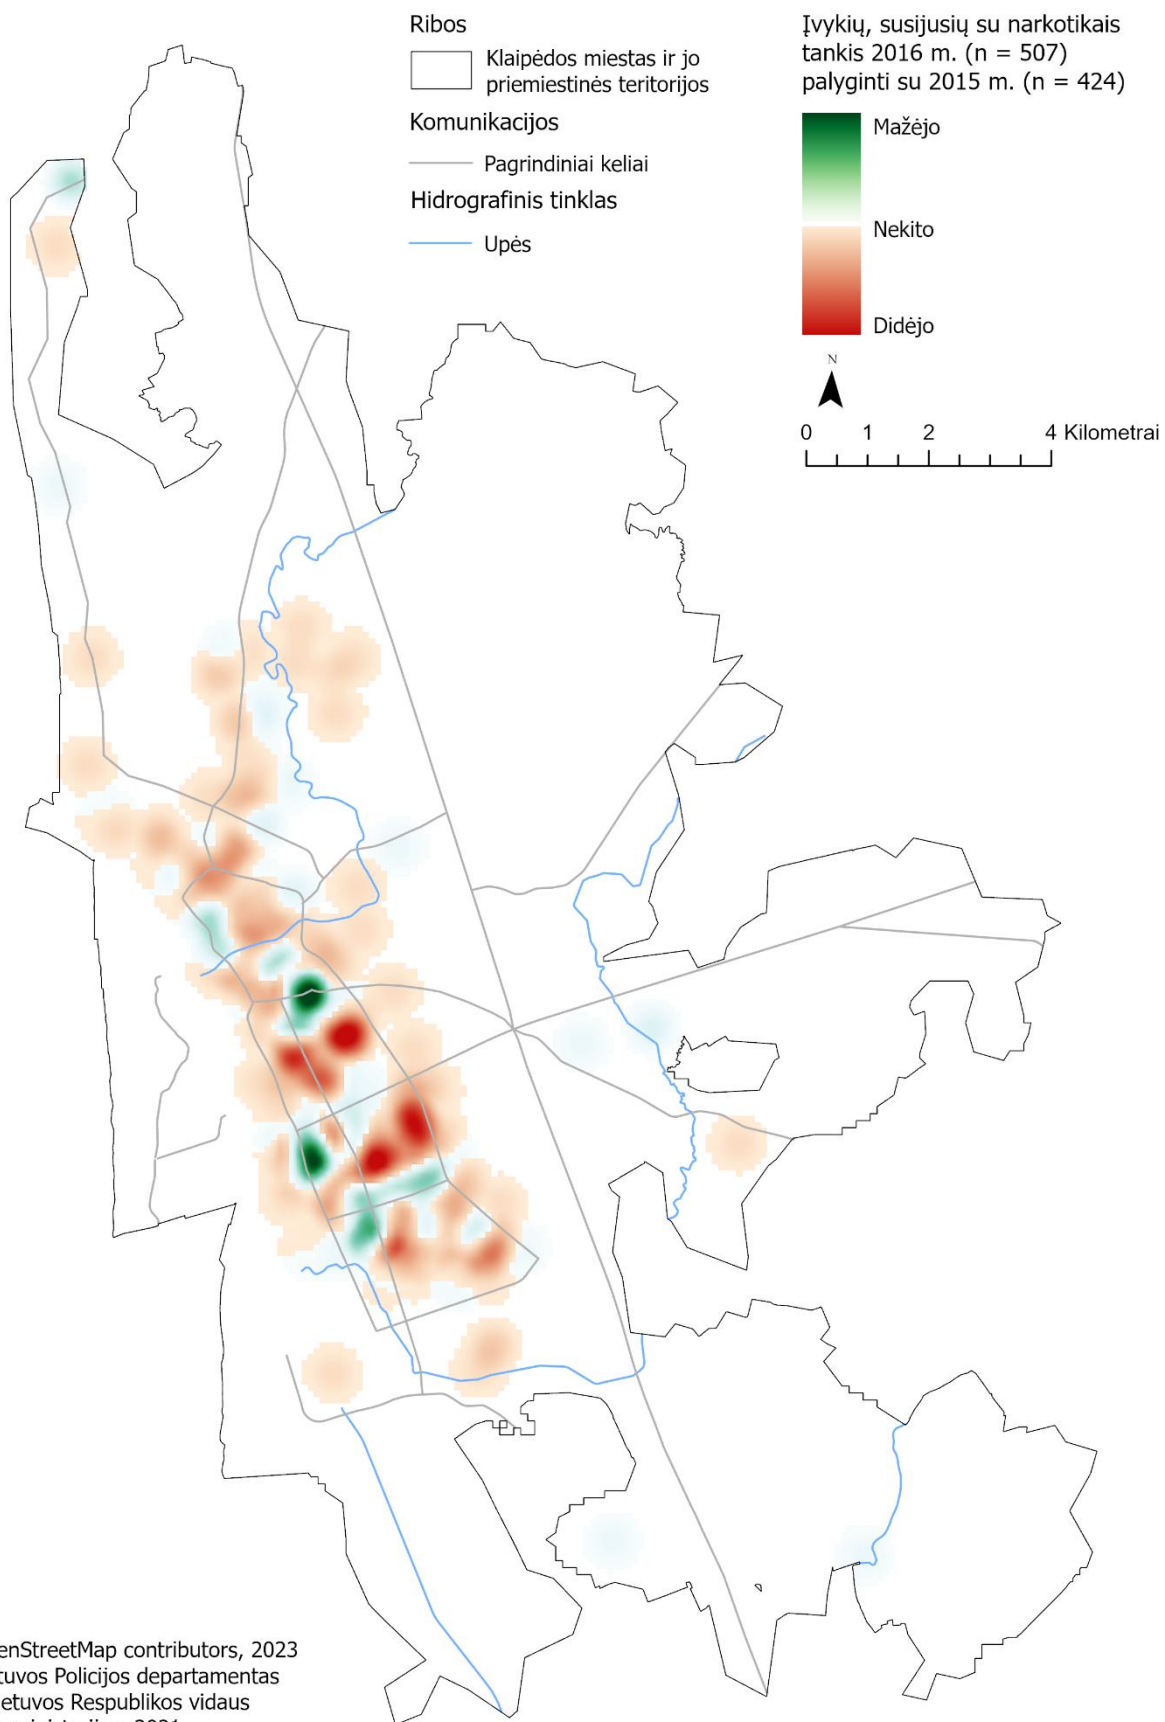 Ribos
Klaipėdos miestas ir jo
priemiestinės teritorijos
Komunikacijos
Pagrindiniai keliai
Hidrografinis tinklas
Upės
Įvykių, susijusių su narkotikais
tankis 2016 m. (n = 507)
palyginti su 2015 m. (n = 424)
Mažėjo
Nekito
Didėjo
N
0 1 2 4 Kilometrai
enStreetMap contributors, 2023
tuvos Policijos departamentas
ietuvos Respublikos vidaus